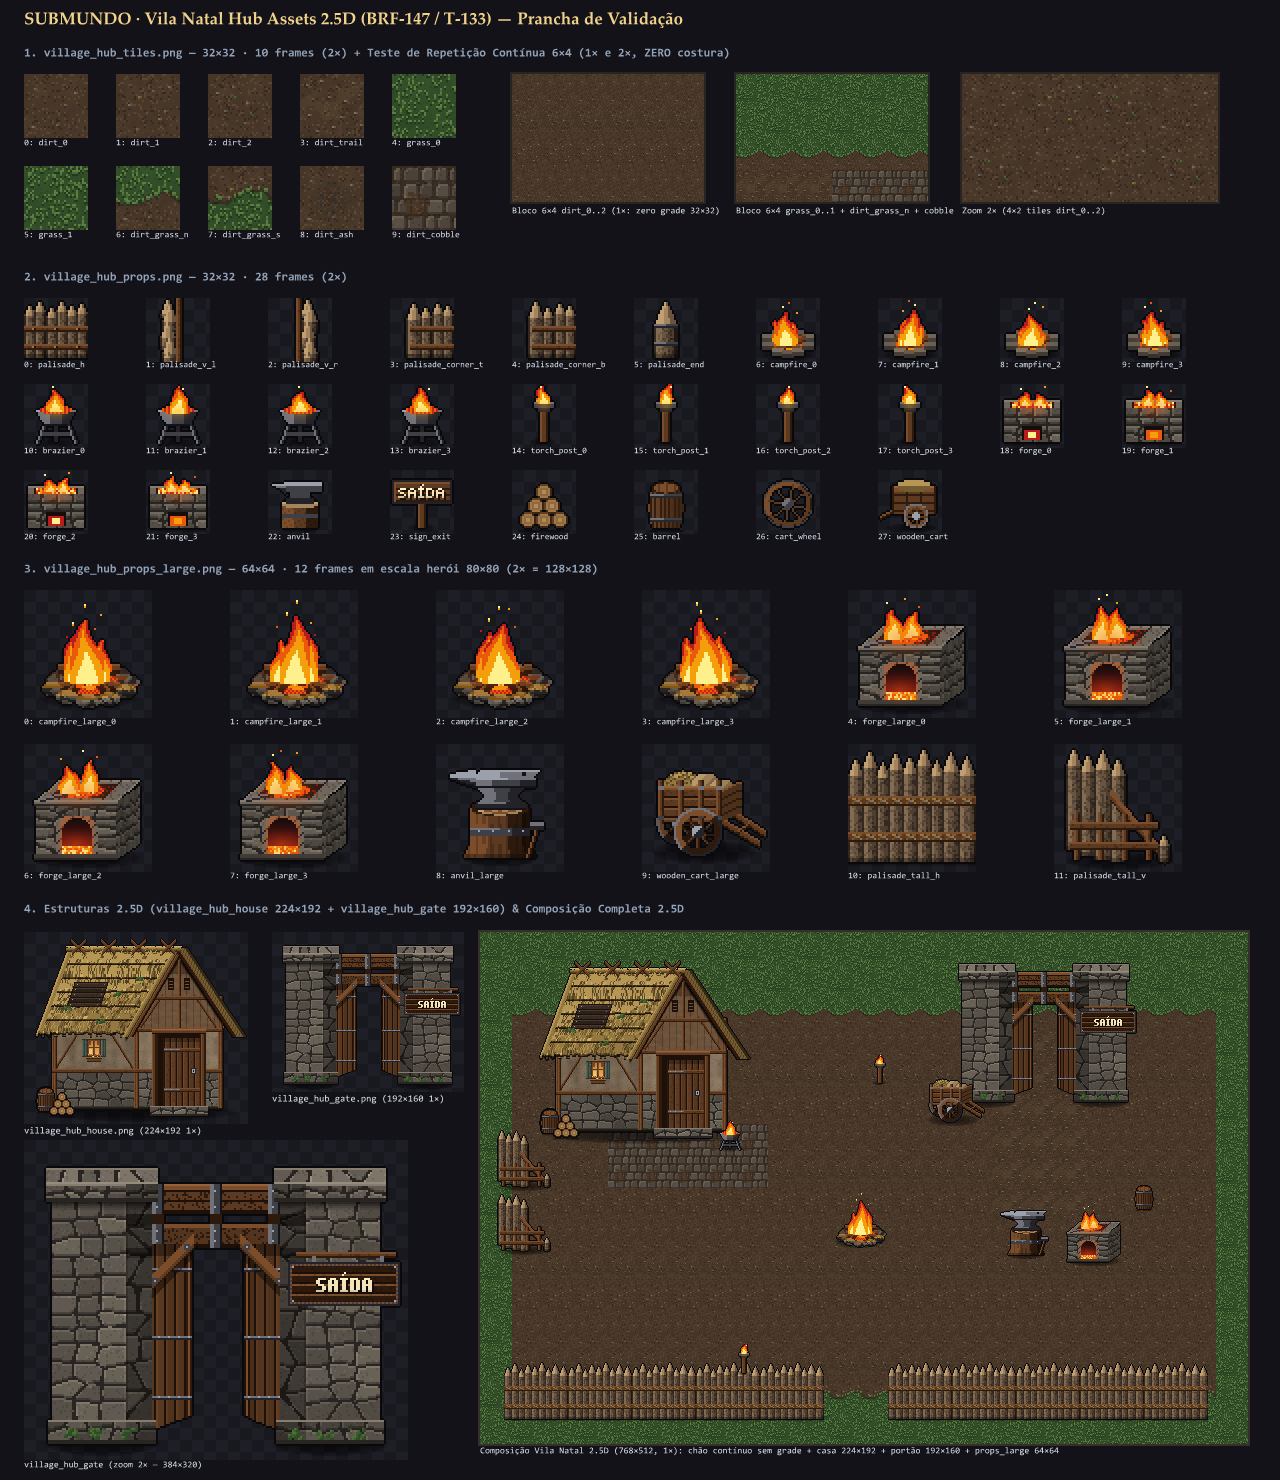 SUBMUNDO · Vila Natal Hub Assets 2.5D (BRF-147 / T-133) — Prancha de Validação
1. village_hub_tiles.png — 32×32 · 10 frames (2×) + Teste de Repetição Contínua 6×4 (1× e 2×, ZERO costura)
0: dirt_0
1: dirt_1
2: dirt_2
3: dirt_trail
4: grass_0
5: grass_1
6: dirt_grass_n
7: dirt_grass_s
8: dirt_ash
9: dirt_cobble
Bloco 6×4 dirt_0..2 (1×: zero grade 32×32)
Bloco 6×4 grass_0..1 + dirt_grass_n + cobble
Zoom 2× (4×2 tiles dirt_0..2)
2. village_hub_props.png — 32×32 · 28 frames (2×)
0: palisade_h
1: palisade_v_l
2: palisade_v_r
3: palisade_corner_t
4: palisade_corner_b
5: palisade_end
6: campfire_0
7: campfire_1
8: campfire_2
9: campfire_3
10: brazier_0
11: brazier_1
12: brazier_2
13: brazier_3
14: torch_post_0
15: torch_post_1
16: torch_post_2
17: torch_post_3
18: forge_0
19: forge_1
SAÍDA
20: forge_2
21: forge_3
22: anvil
23: sign_exit
24: firewood
25: barrel
26: cart_wheel
27: wooden_cart
3. village_hub_props_large.png — 64×64 · 12 frames em escala herói 80×80 (2× = 128×128)
0: campfire_large_0
1: campfire_large_1
2: campfire_large_2
3: campfire_large_3
4: forge_large_0
5: forge_large_1
6: forge_large_2
7: forge_large_3
8: anvil_large
9: wooden_cart_large
10: palisade_tall_h
11: palisade_tall_v
4. Estruturas 2.5D (village_hub_house 224×192 + village_hub_gate 192×160) & Composição Completa 2.5D
SAÍDA
SAÍDA
village_hub_gate.png (192×160 1×)
village_hub_house.png (224×192 1×)
SAÍDA
village_hub_gate (zoom 2× — 384×320)
Composição Vila Natal 2.5D (768×512, 1×): chão contínuo sem grade + casa 224×192 + portão 192×160 + props_large 64×64